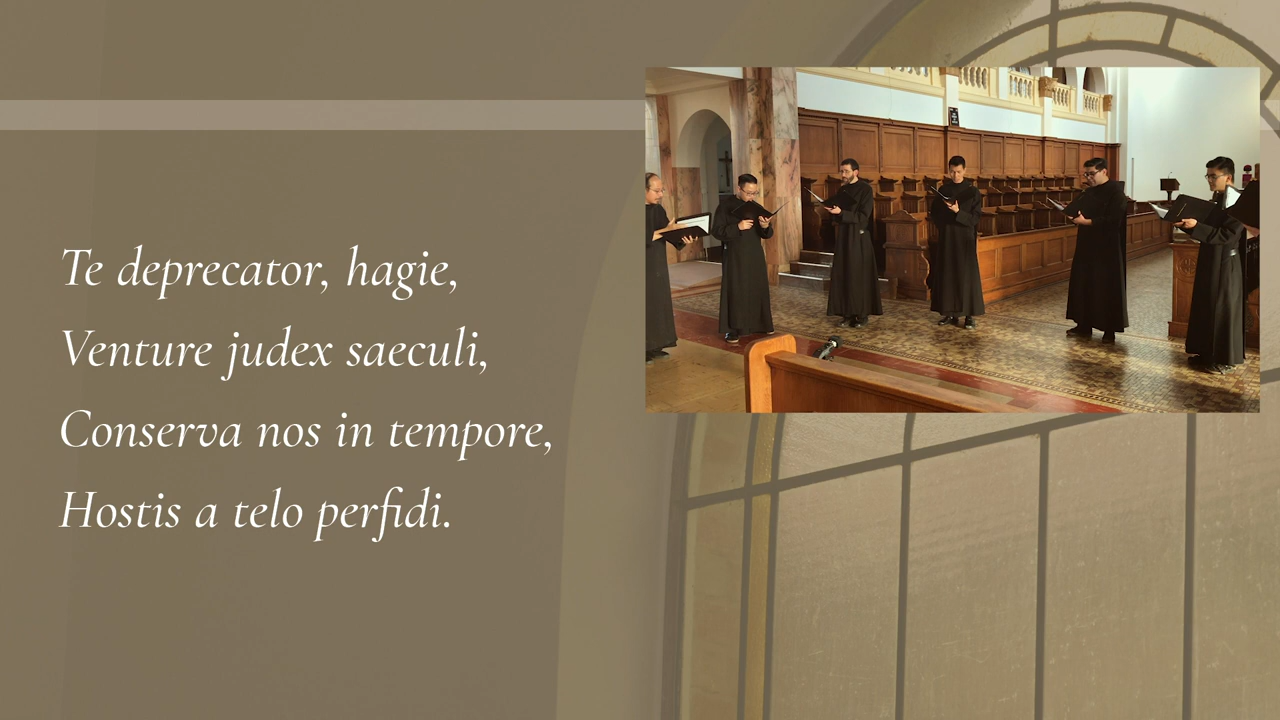 Te deprecator, hagie,
Venture judex saeculi,
Conserva nos in tempore,
Hostis a telo perfidi.